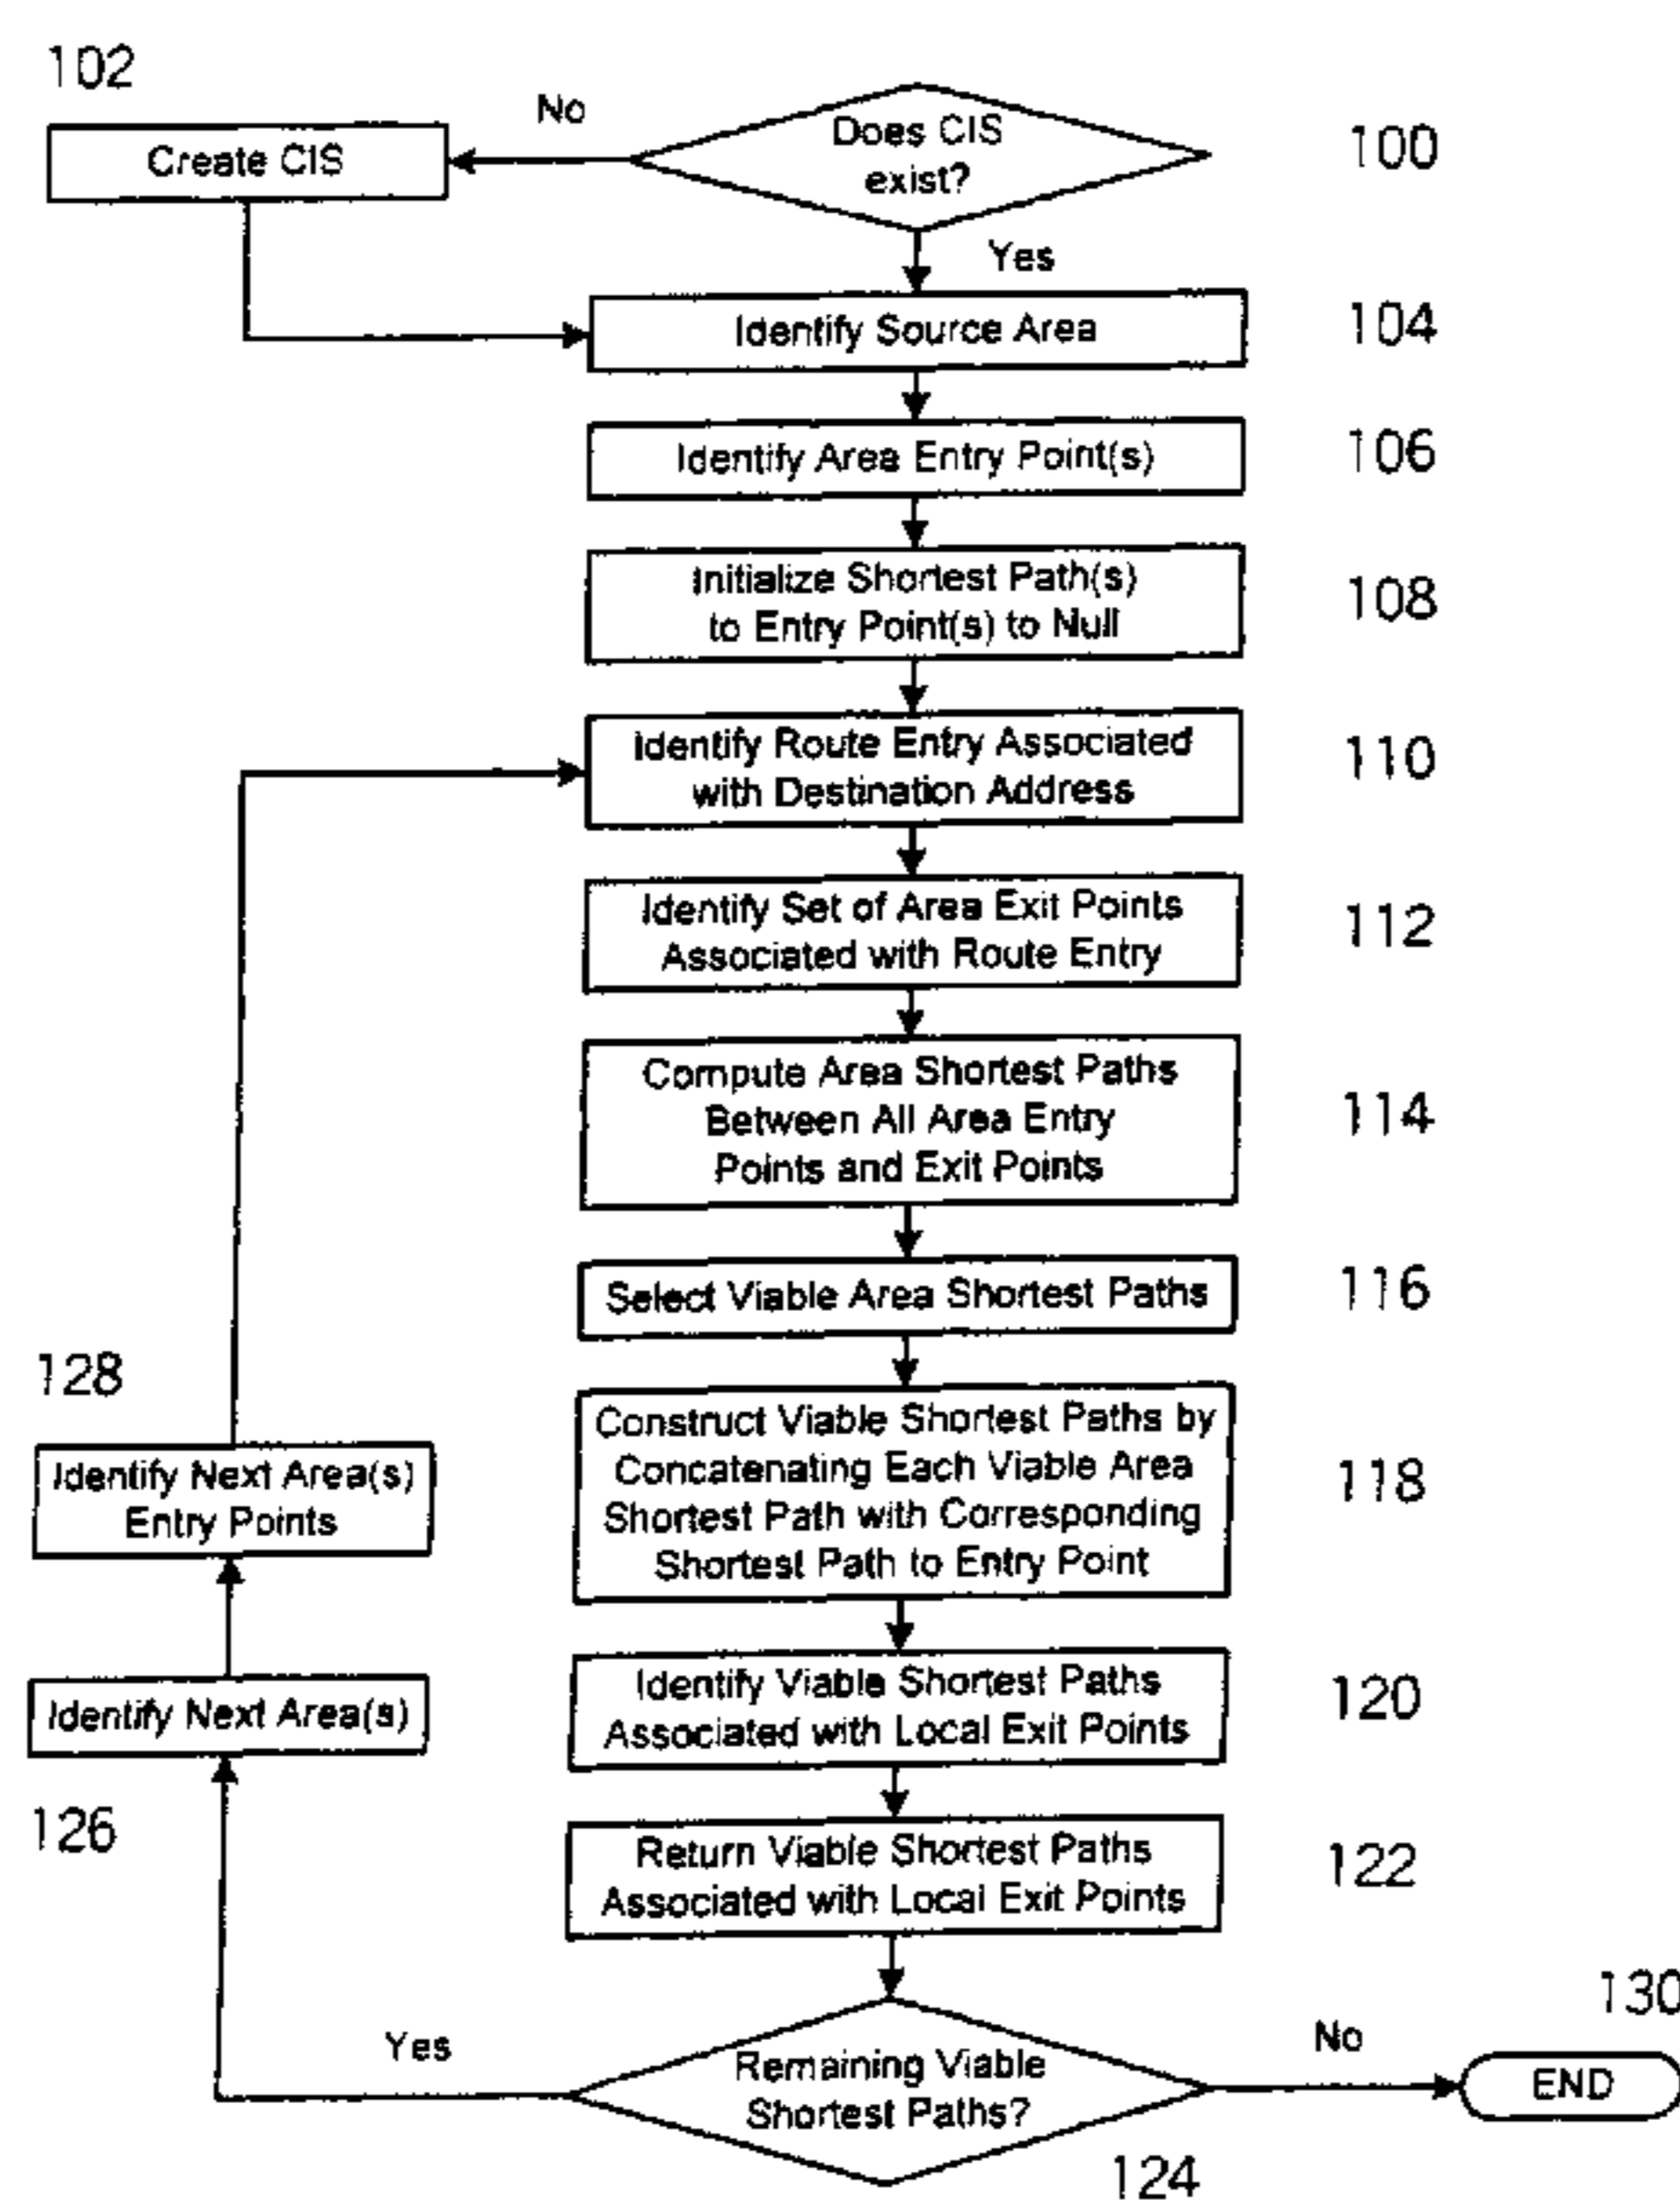 102
No
Does CIS
exist?
100
Create CIS
Yes
Identify Source Area
104
Identify Area Entry Point(s)
106
Initialize Shortest Path(s)
to Entry Point(s) to Null
108
Identify Route Entry Associated
with Destination Address
110
Identify Set of Area Exit Points
Associated with Route Entry
112
Compute Area Shortest Paths
Between All Area Entry
Points and Exit Points
114
Select Viable Area Shortest Paths
116
128
Identify Next Area(s)
Entry Points
Construct Viable Shortest Paths by
Concatenating Each Viable Area
Shortest Path with Corresponding
Shortest Path to Entry Point
118
Identify Next Area(s)
126
Identify Viable Shortest Paths
Associated with Local Exit Points
120
Return Viable Shortest Paths
Associated with Local Exit Points
122
Yes
Remaining Viable
Shortest Paths?
124
No
130
END